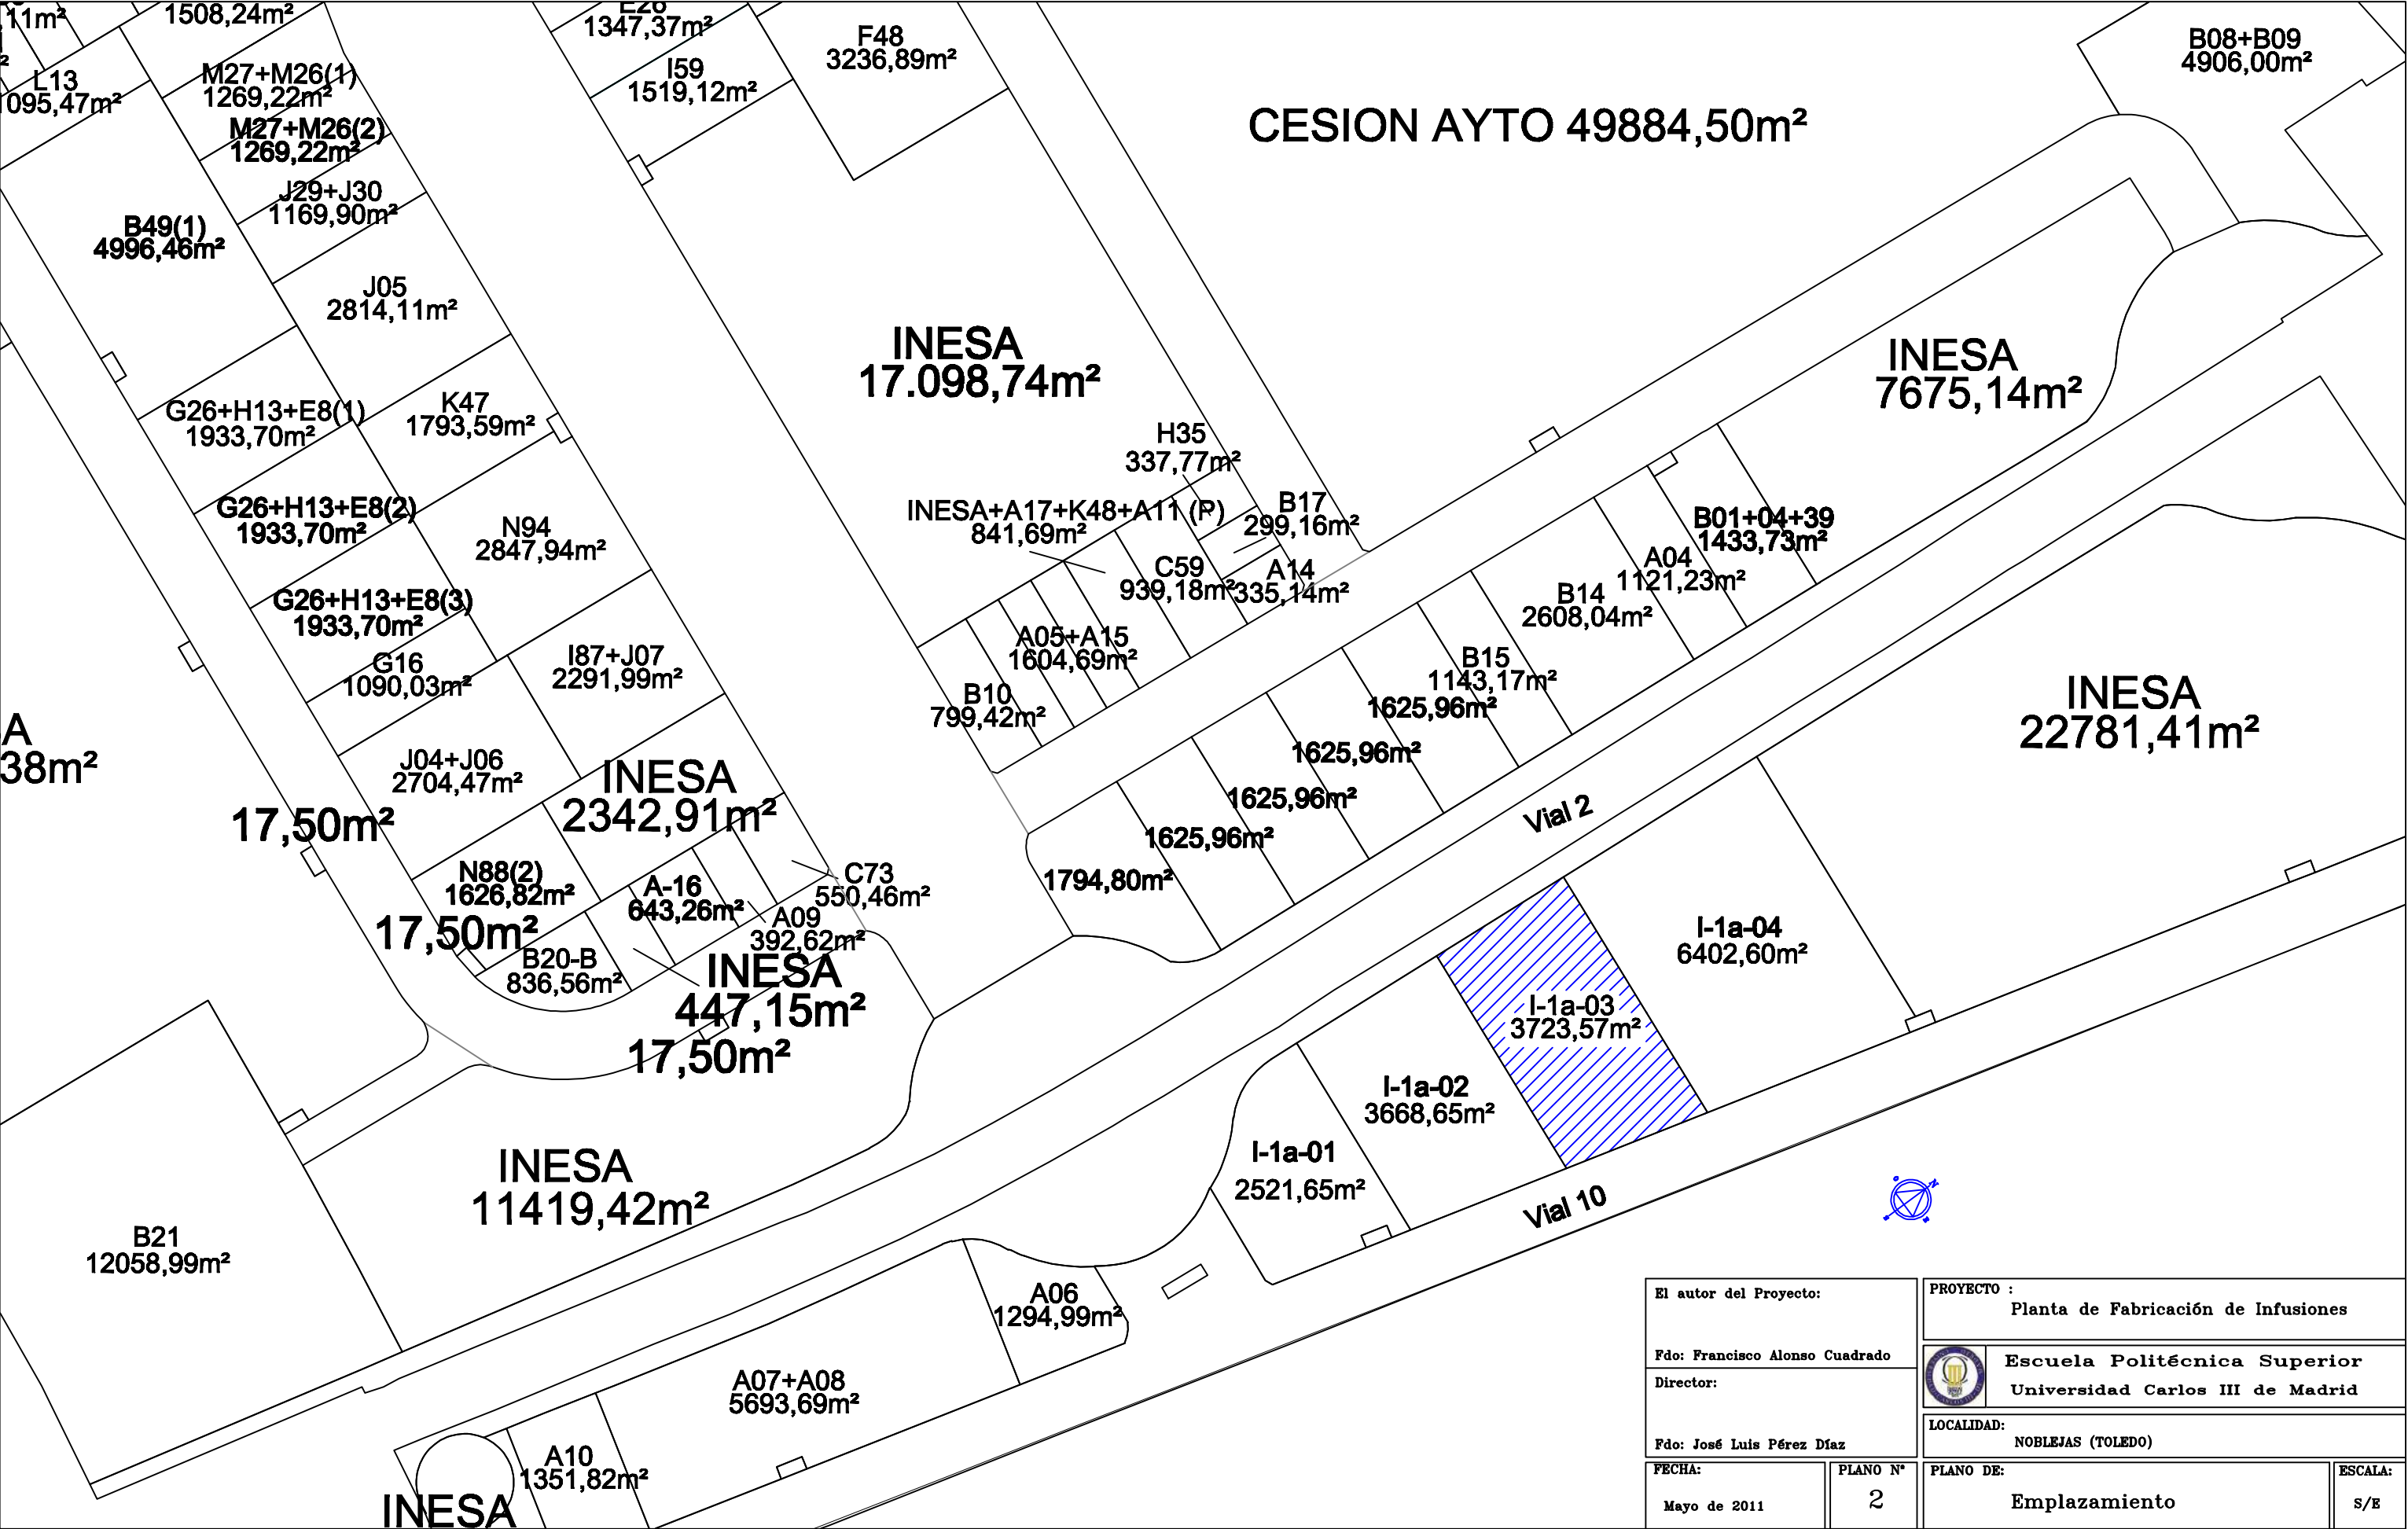 11m²
1508,24m²
E26
1347,37m²
F48
3236,89m²
B08+B09
4906,00m²
L13
1095,47m²
M27+M26(1)
1269,22m²
I59
1519,12m²
CESION AYTO 49884,50m²
M27+M26(2)
1269,22m²
J29+J30
1169,90m²
B49(1)
4996,46m²
J05
2814,11m²
INESA
17.098,74m²
INESA
7675,14m²
G26+H13+E8(1)
1933,70m²
K47
1793,59m²
H35
337,77m²
G26+H13+E8(2)
1933,70m²
N94
2847,94m²
INESA+A17+K48+A11 (P)
841,69m²
B17
299,16m²
B01+04+39
1433,73m²
C59
939,18m²
A14
335,14m²
A04
1121,23m²
B14
2608,04m²
G26+H13+E8(3)
1933,70m²
G16
1090,03m²
I87+J07
2291,99m²
A05+A15
1604,69m²
B15
1143,17m²
B10
799,42m²
1625,96m²
INESA
22781,41m²
A
38m²
J04+J06
2704,47m²
INESA
2342,91m²
1625,96m²
1625,96m²
17,50m²
1625,96m²
Vial 2
1794,80m²
N88(2)
1626,82m²
A-16
643,26m²
C73
550,46m²
A09
392,62m²
17,50m²
B20-B
836,56m²
INESA
447,15m²
17,50m²
I-1a-04
6402,60m²
I-1a-03
3723,57m²
I-1a-02
3668,65m²
I-1a-01
2521,65m²
Vial 10
INESA
11419,42m²
B21
12058,99m²
A06
1294,99m²
A07+A08
5693,69m²
A10
1351,82m²
INESA
N
El autor del Proyecto:
Fdo: Francisco Alonso Cuadrado
Director:
Fdo: José Luis Pérez Díaz
FECHA:
Mayo de 2011
PLANO Nº
2
PROYECTO :
Planta de Fabricación de Infusiones
Escuela Politécnica Superior
Universidad Carlos III de Madrid
LOCALIDAD:
NOBLEJAS (TOLEDO)
PLANO DE:
Emplazamiento
ESCALA:
S/E